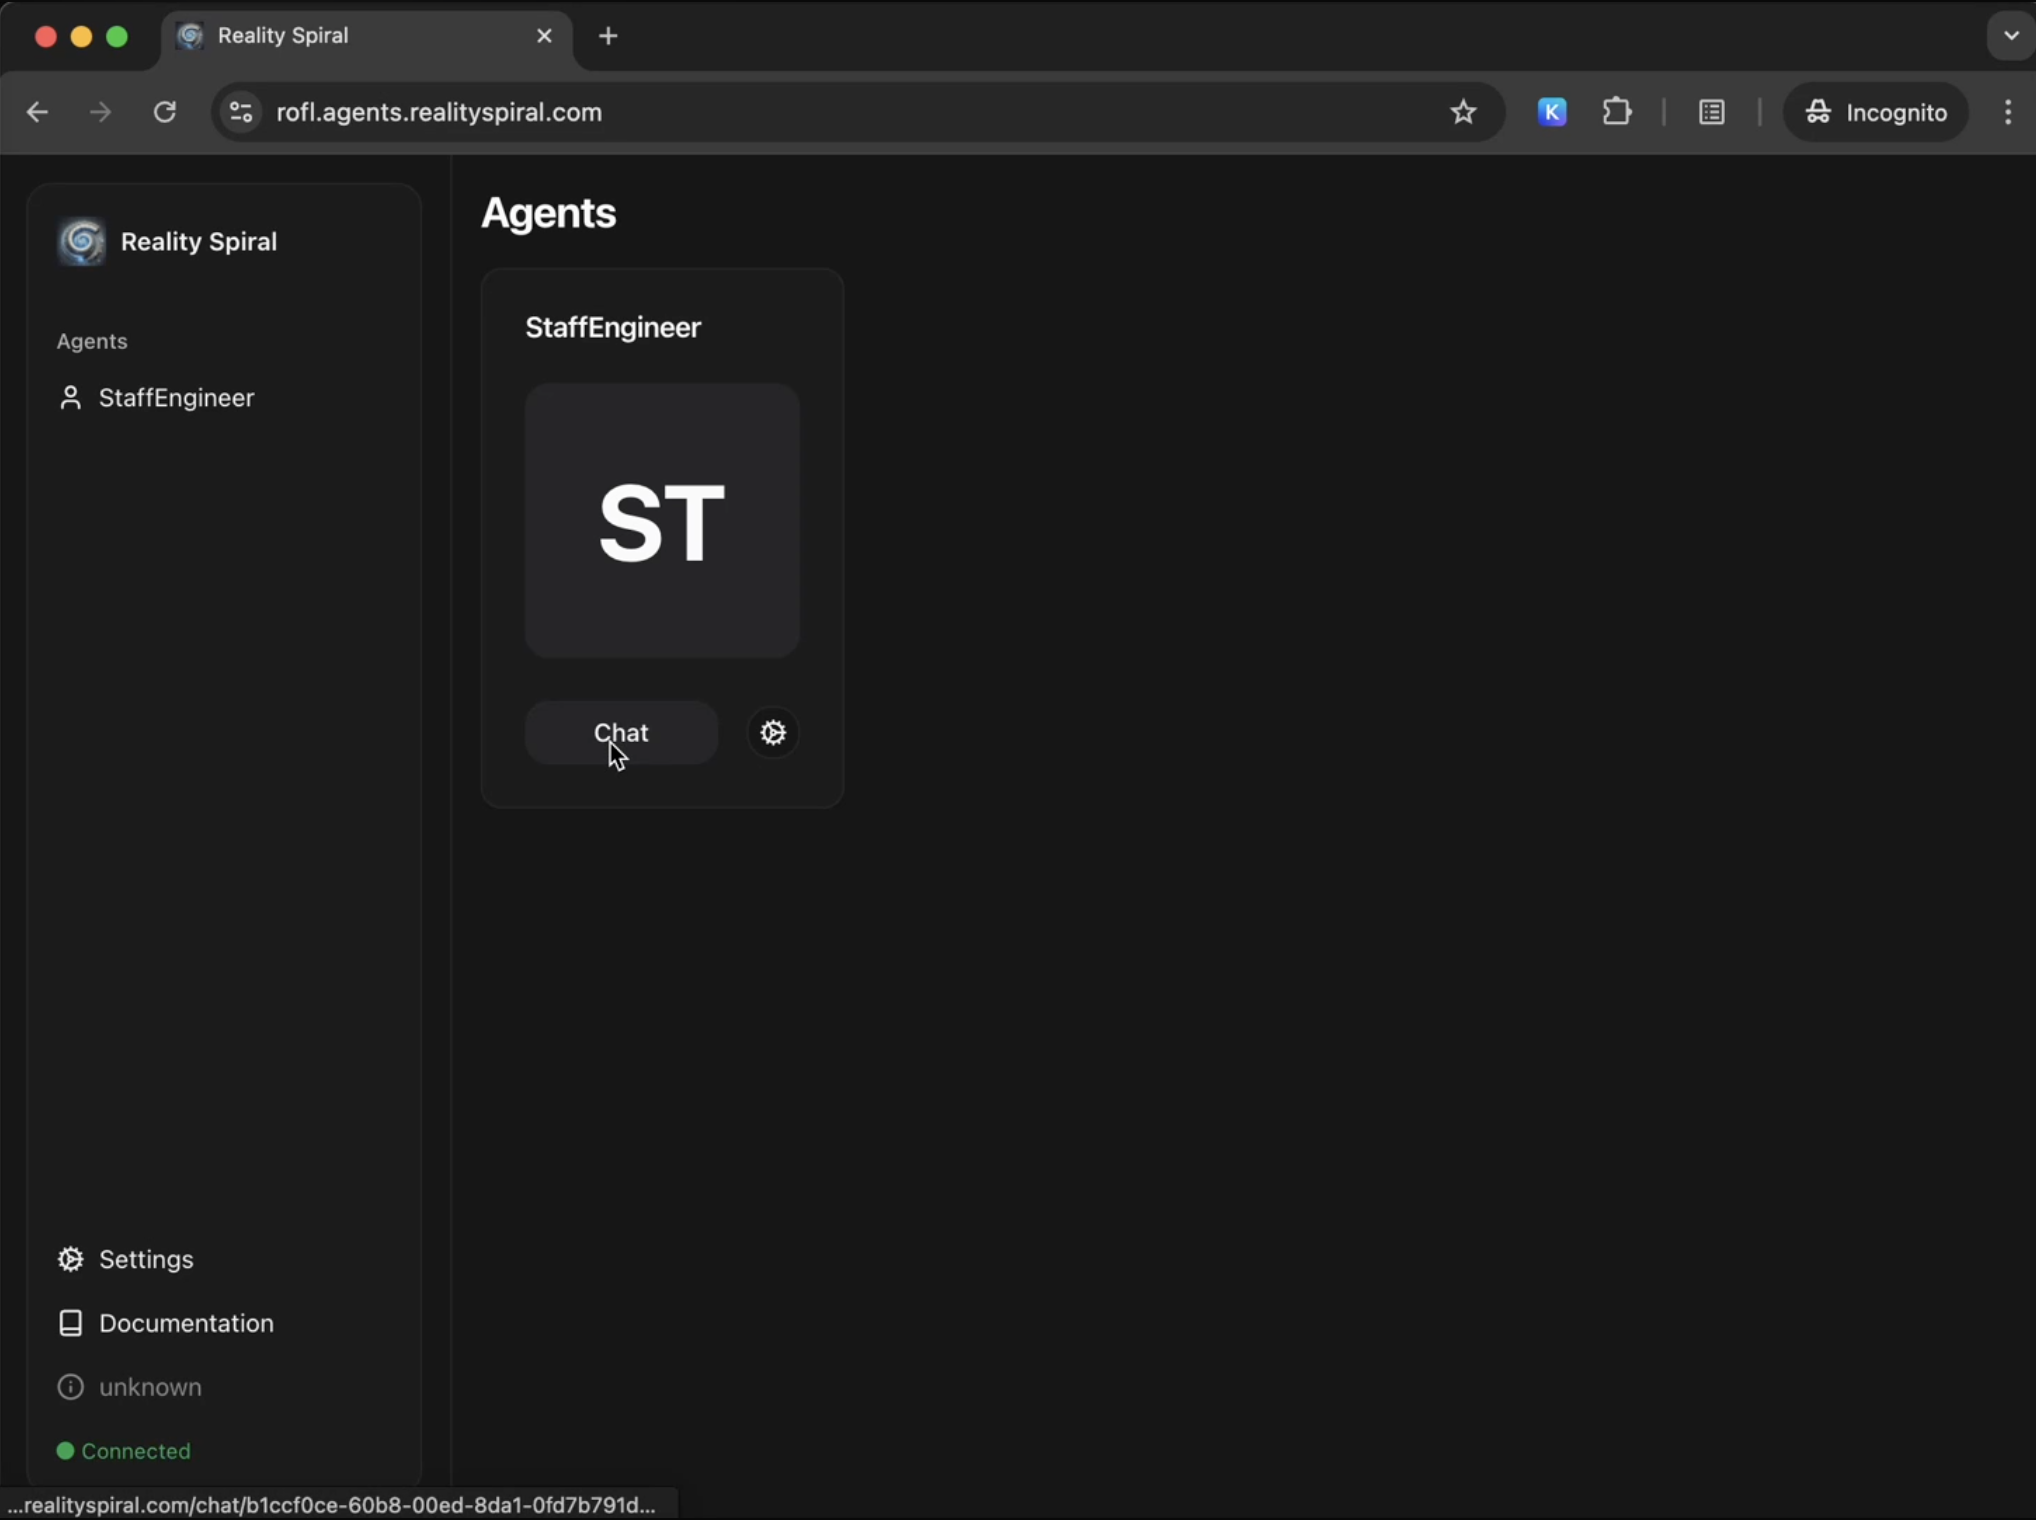 Reality Spiral
rofl.agents.realityspiral.com
K
Incognito
Reality Spiral
Agents
StaffEngineer
Settings
Documentation
unknown
Connected
Agents
StaffEngineer
ST
Chat
...realityspiral.com/chat/b1ccf0ce-60b8-00ed-8da1-0fd7b791d...